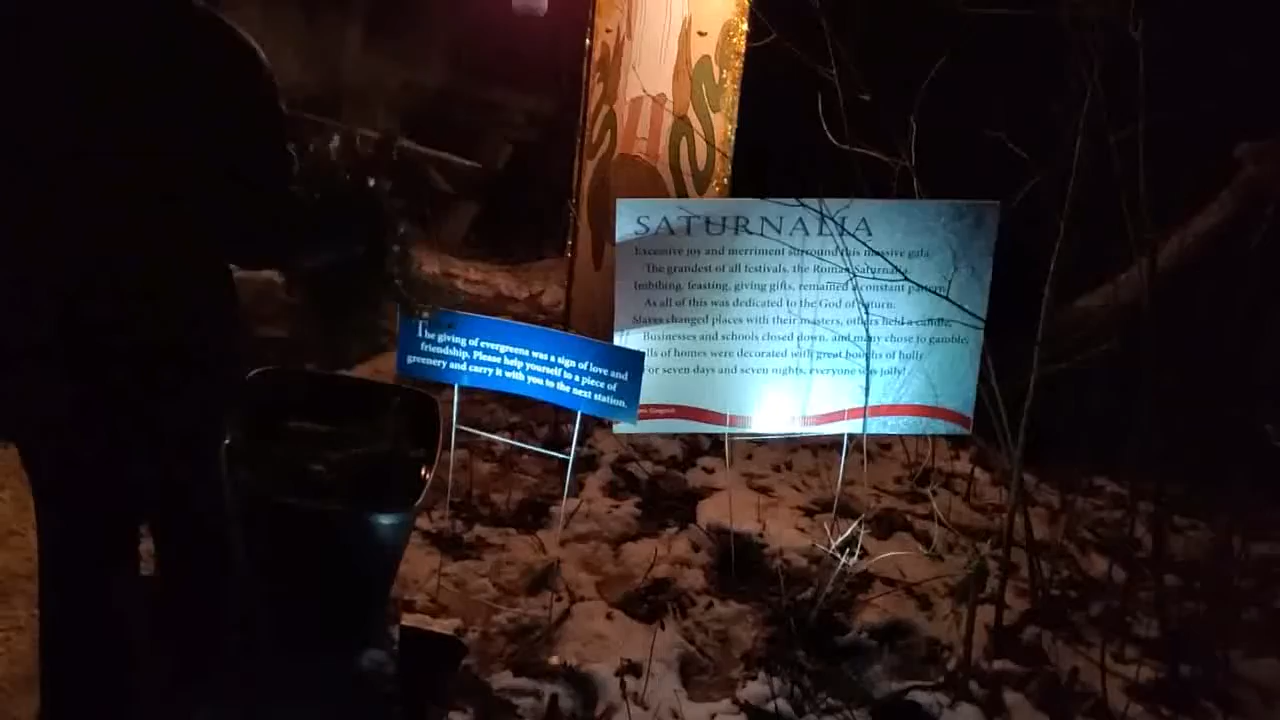 SATURNALIA
Excessive joy and merriment surround this massive gala,
The grandest of all festivals, the Roman Saturnalia.
Imbibing, feasting, giving gifts, remained a constant pattern,
As all of this was dedicated to the God of Saturn.
Slaves changed places with their masters, others held a candle,
Businesses and schools closed down, and many chose to gamble,
lls of homes were decorated with great boughs of holly
For seven days and seven nights, everyone was jolly!
The giving of evergreens was a sign of love and
friendship. Please help yourself to a piece of
greenery and carry it with you to the next station.